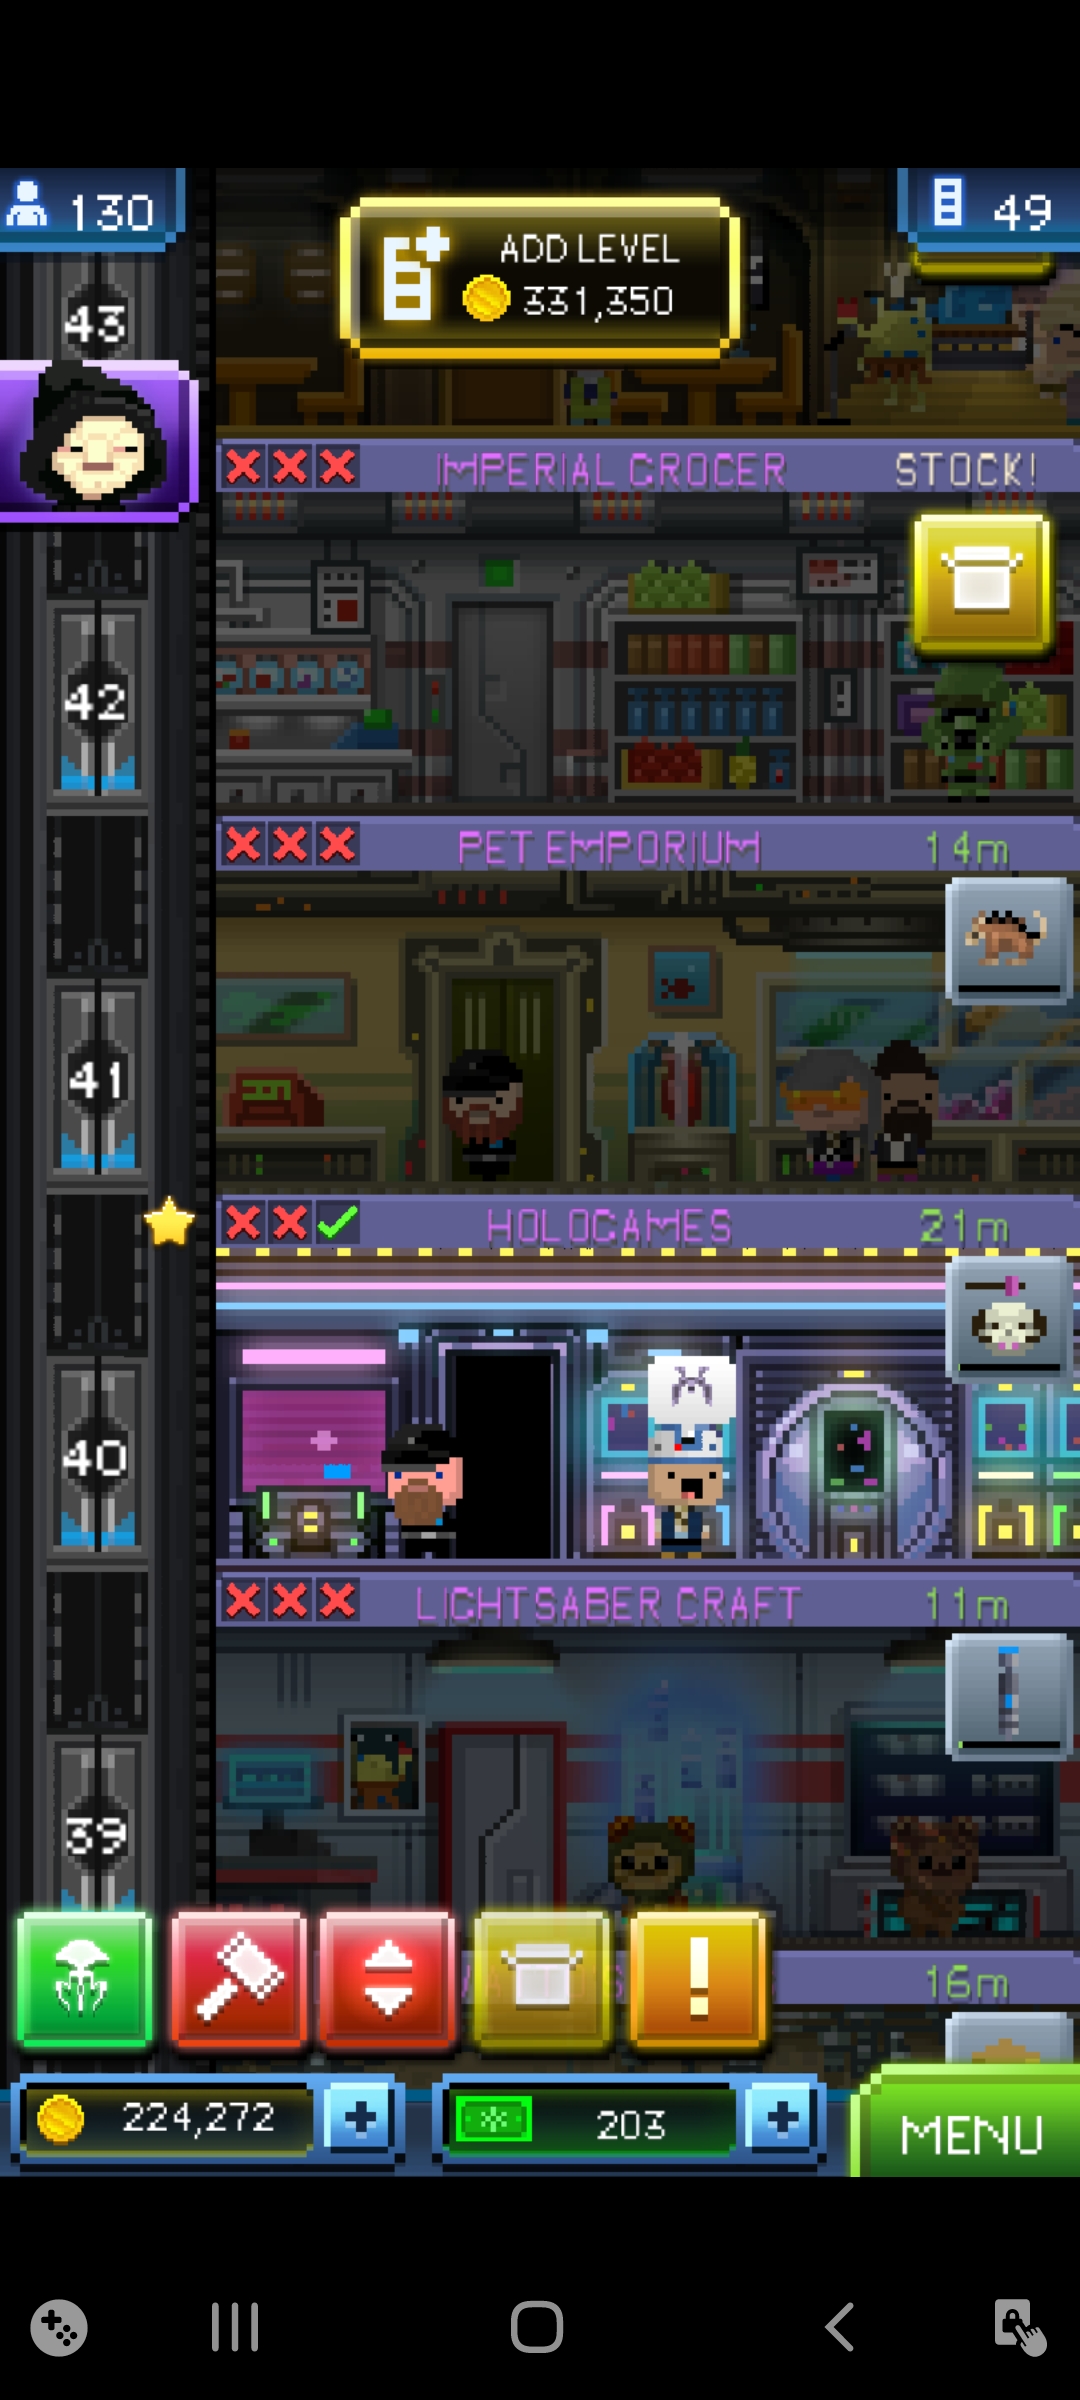 130
ADD LEVEL
331,350
49
43
IMPERIAL GROCER
STOCK!
42
PET EMPORIUM
14m
41
HOLOGAMES
21m
40
LIGHTSABER CRAFT
11m
39
16m
224,272
203
MENU